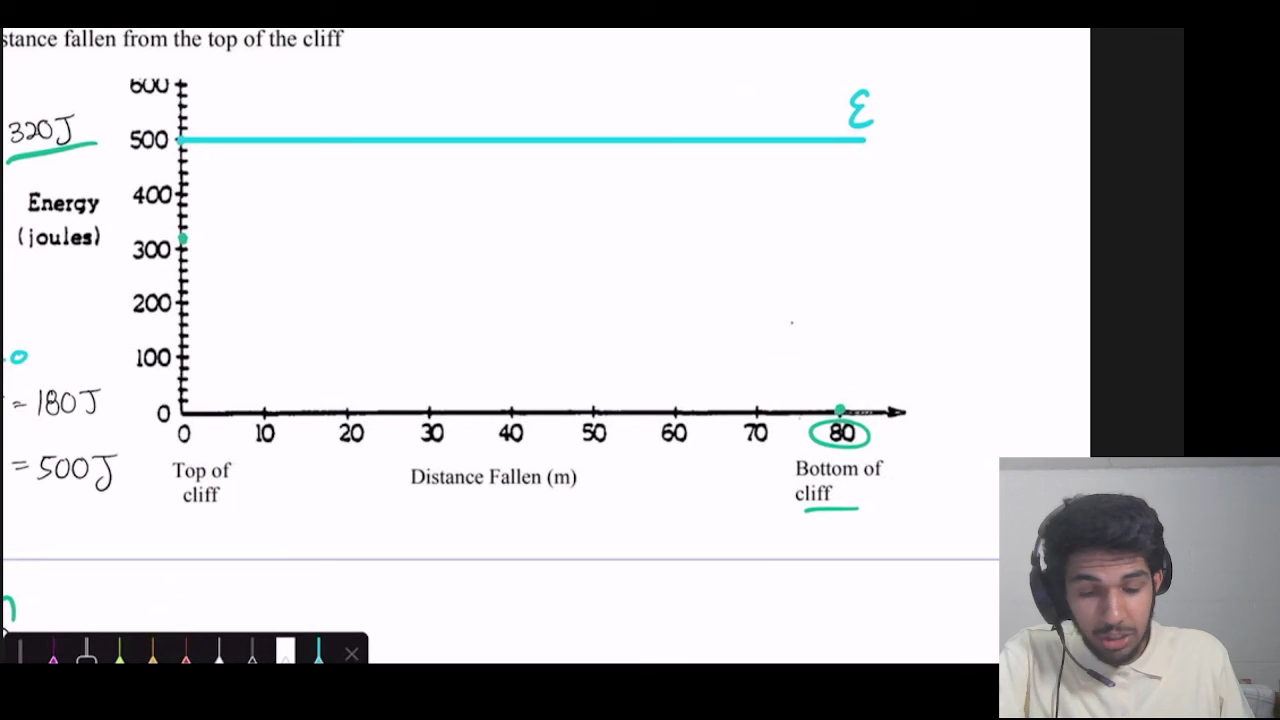 stance fallen from the top of the cliff
600
320J
500
ε
Energy
(joules)
400
300
200
100
0
= 180J
0
0 10 20 30 40 50 60 70 80
= 500J
Top of
cliff
Distance Fallen (m)
Bottom of
cliff
n